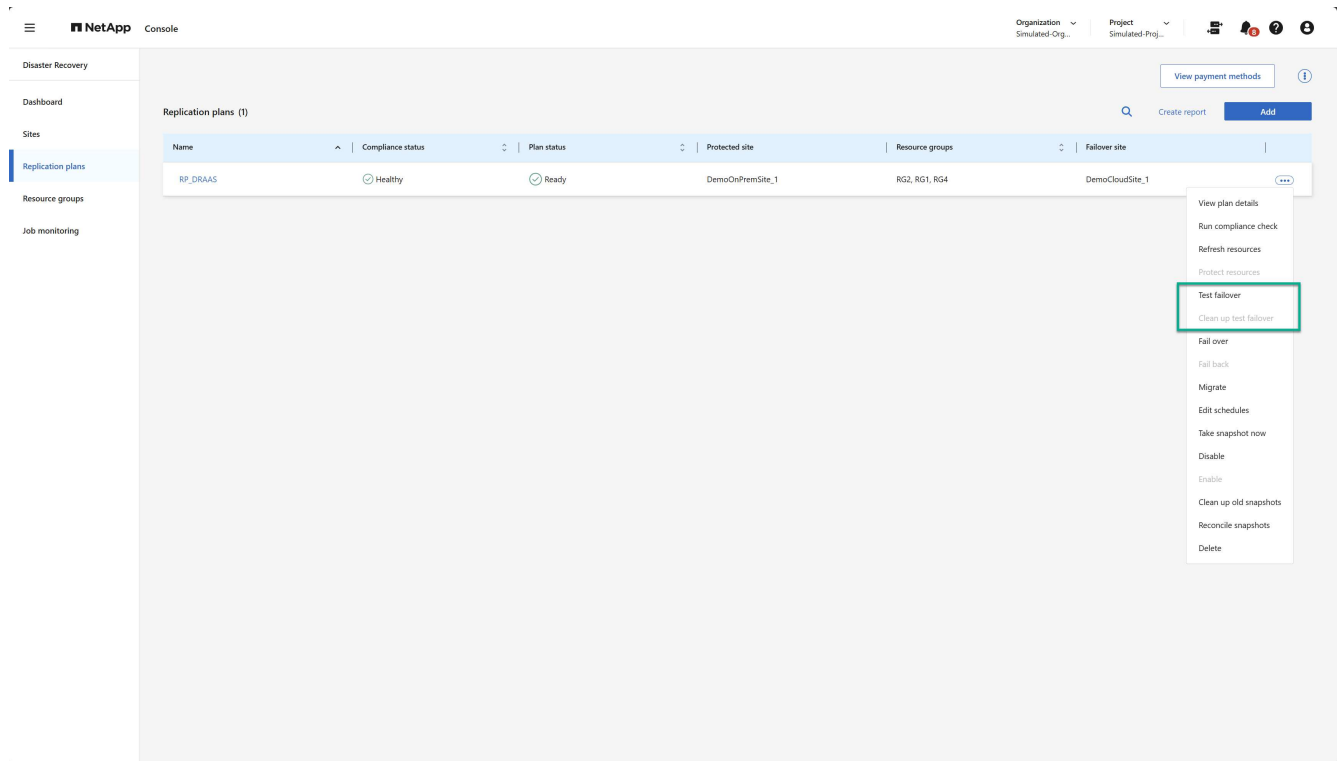 NetApp Console
Organization
Simulated-Org...
Project
Simulated-Proj...
8
Disaster Recovery
Dashboard
Sites
Replication plans
Resource groups
Job monitoring
View payment methods
Replication plans (1)
Create report
Add
Name Compliance status Plan status Protected site Resource groups Failover site
RP_DRAAS Healthy Ready DemoOnPremSite_1 RG2, RG1, RG4 DemoCloudSite_1
View plan details
Run compliance check
Refresh resources
Protect resources
Test failover
Clean up test failover
Fail over
Fail back
Migrate
Edit schedules
Take snapshot now
Disable
Enable
Clean up old snapshots
Reconcile snapshots
Delete